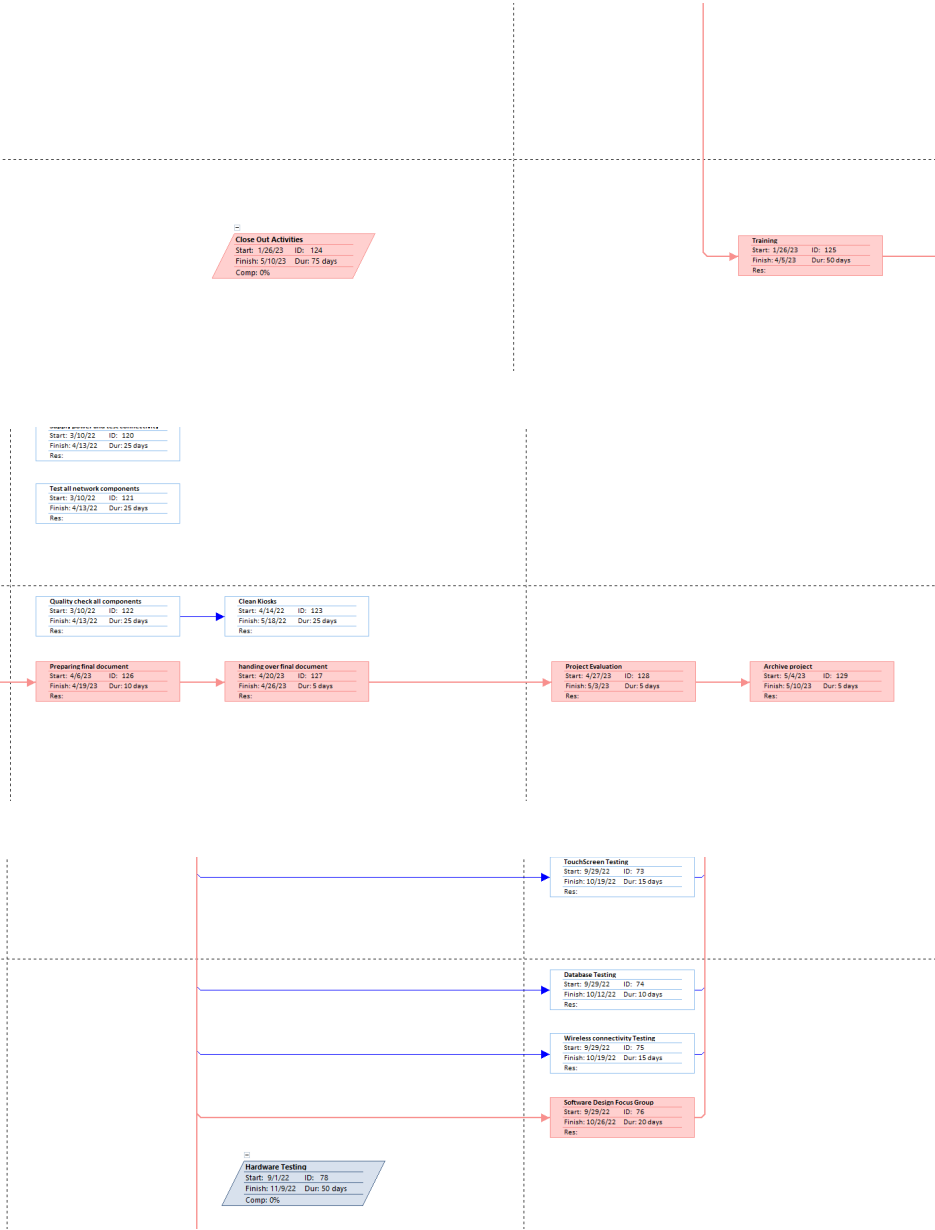 Close Out Activities
Start: 1/26/23 ID: 124
Finish: 5/10/23 Dur: 75 days
Comp: 0%
Training
Start: 1/26/23 ID: 125
Finish: 4/5/23 Dur: 50 days
Res:
Supply power and test connectivity
Start: 3/10/22 ID: 120
Finish: 4/13/22 Dur: 25 days
Res:
Test all network components
Start: 3/10/22 ID: 121
Finish: 4/13/22 Dur: 25 days
Res:
Quality check all components
Start: 3/10/22 ID: 122
Finish: 4/13/22 Dur: 25 days
Res:
Clean Kiosks
Start: 4/14/22 ID: 123
Finish: 5/18/22 Dur: 25 days
Res:
Preparing final document
Start: 4/6/23 ID: 126
Finish: 4/19/23 Dur: 10 days
Res:
handing over final document
Start: 4/20/23 ID: 127
Finish: 4/26/23 Dur: 5 days
Res:
Project Evaluation
Start: 4/27/23 ID: 128
Finish: 5/3/23 Dur: 5 days
Res:
Archive project
Start: 5/4/23 ID: 129
Finish: 5/10/23 Dur: 5 days
Res:
TouchScreen Testing
Start: 9/29/22 ID: 73
Finish: 10/19/22 Dur: 15 days
Res:
Database Testing
Start: 9/29/22 ID: 74
Finish: 10/12/22 Dur: 10 days
Res:
Wireless connectivity Testing
Start: 9/29/22 ID: 75
Finish: 10/19/22 Dur: 15 days
Res:
Software Design Focus Group
Start: 9/29/22 ID: 76
Finish: 10/26/22 Dur: 20 days
Res:
Hardware Testing
Start: 9/1/22 ID: 78
Finish: 11/9/22 Dur: 50 days
Comp: 0%